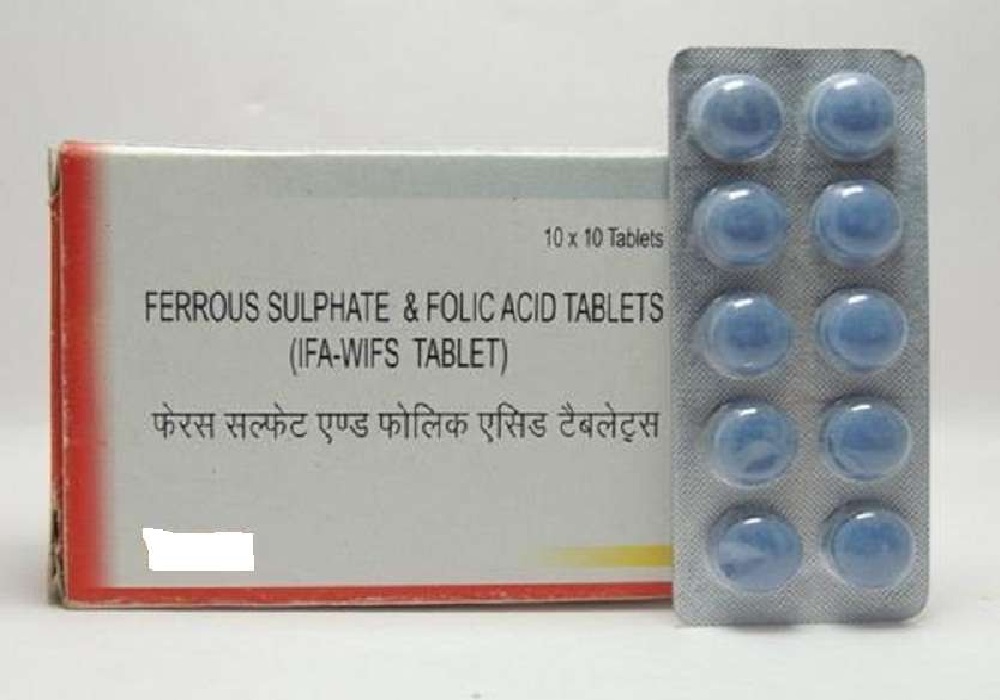 10 x 10 Tablets
FERROUS SULPHATE & FOLIC ACID TABLETS
(IFA-WIFS TABLET)
फेरस सल्फेट एण्ड फोलिक एसिड टैबलेट्स